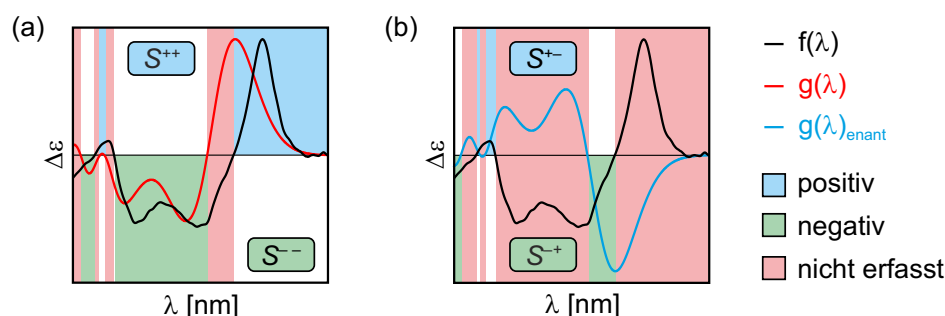 (a)
S⁺⁺
S⁻⁻
Δε
λ [nm]
(b)
S⁺⁻
S⁻⁺
Δε
λ [nm]
f(λ)
g(λ)
g(λ)enant
positiv
negativ
nicht erfasst